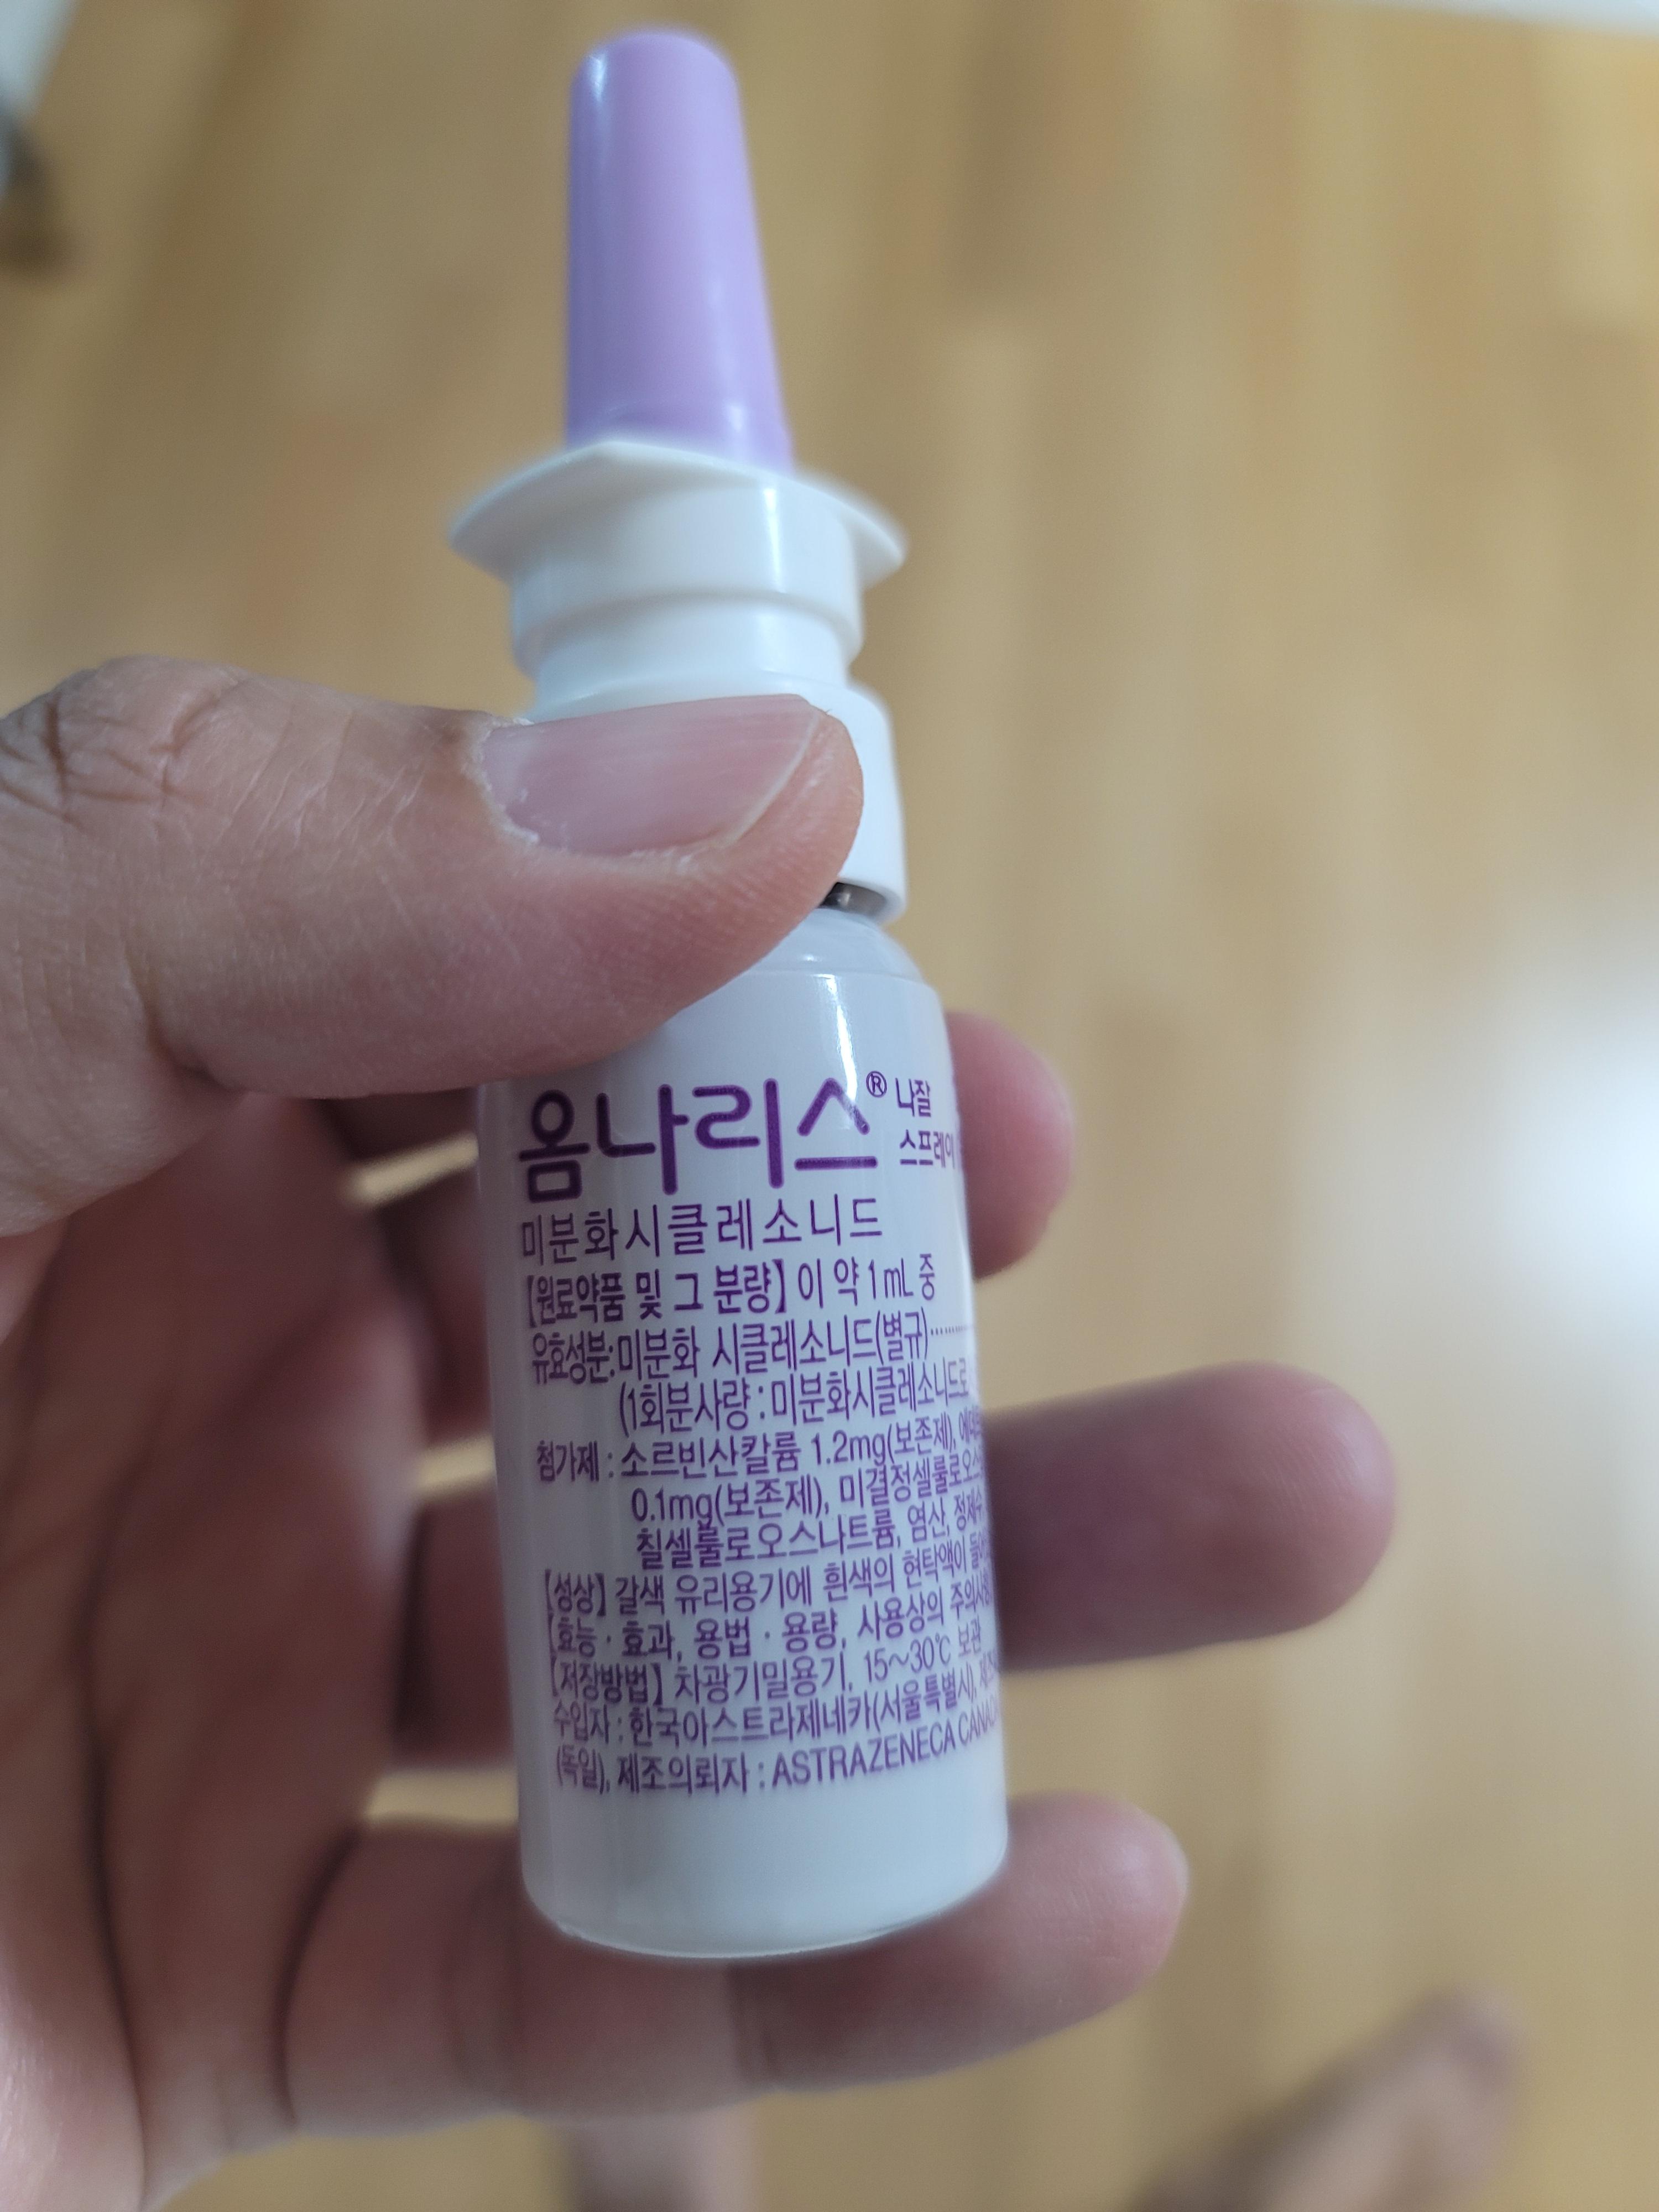 옴나리스® 나잘
스프레이
미분화시클레소니드
【원료약품 및 그 분량】 이 약 1mL 중
유효성분:미분화 시클레소니드(별규)
(1회분사량 : 미분화시클레소니드로
첨가제 : 소르빈산칼륨 1.2mg(보존제),
0.1mg(보존제), 미결정셀룰로오스
칠셀룰로오스나트륨, 염산, 정제수
【성상】 갈색 유리용기에 흰색의 현탁액이
【효능 · 효과, 용법 · 용량, 사용상의 주의사항
【저장방법】 차광기밀용기, 15~30℃ 보관
수입자 : 한국아스트라제네카(서울특별시),
(독일), 제조의뢰자 : ASTRAZENECA CANADA